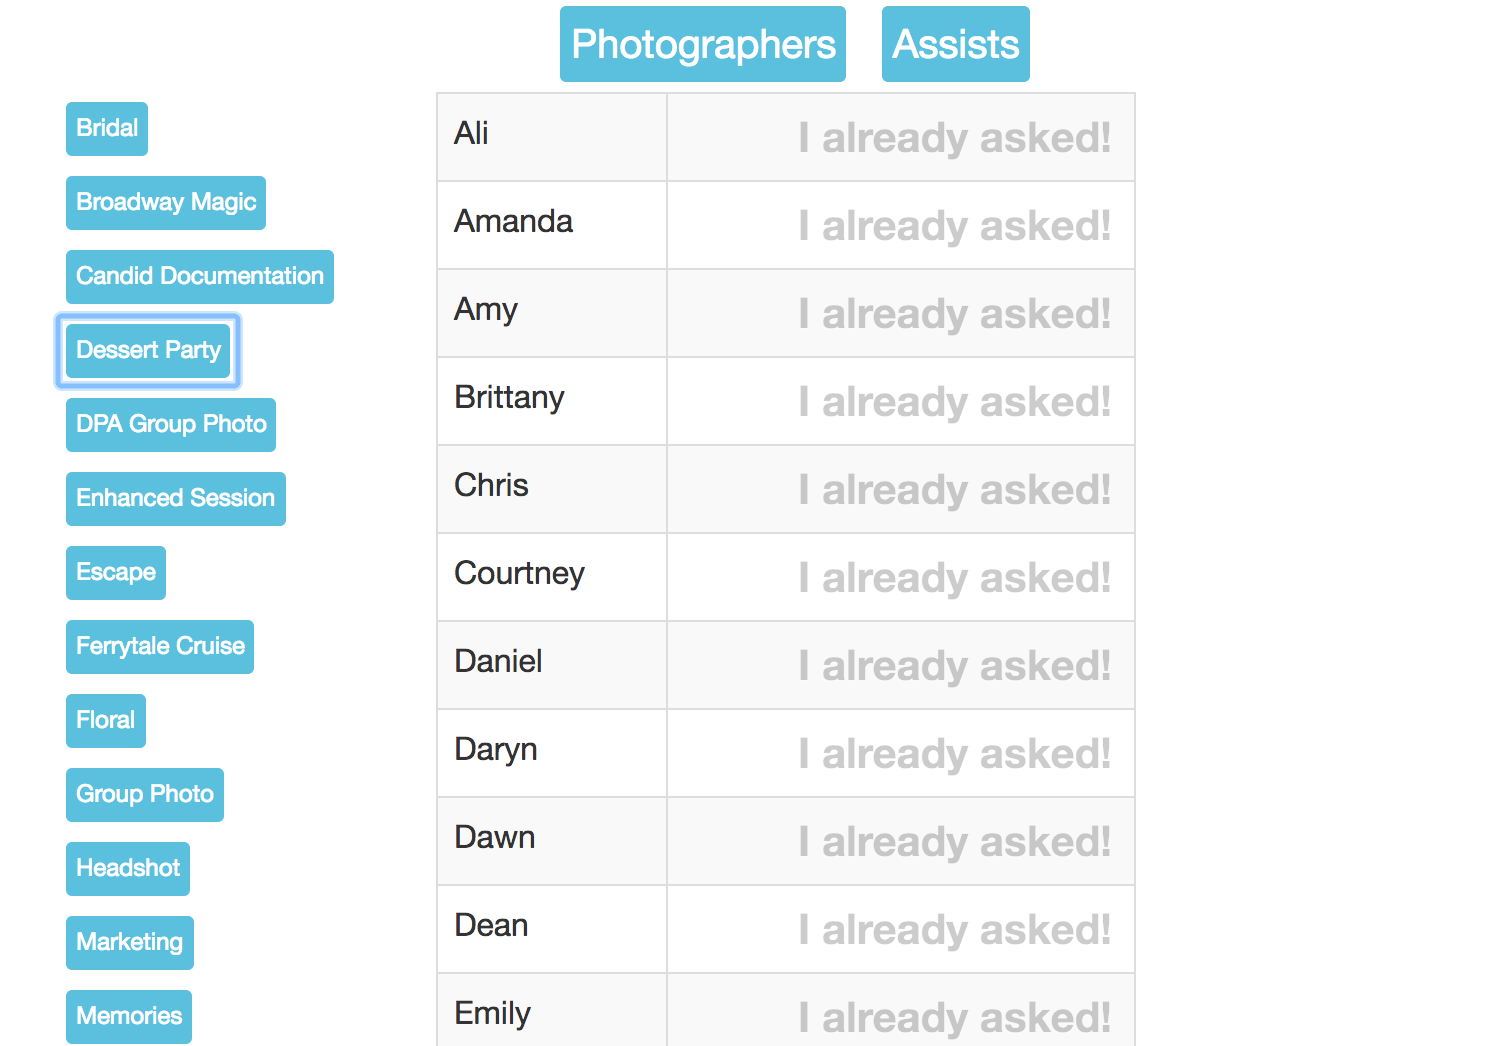 Photographers Assists
Bridal
Broadway Magic
Candid Documentation
Dessert Party
DPA Group Photo
Enhanced Session
Escape
Ferrytale Cruise
Floral
Group Photo
Headshot
Marketing
Memories
Ali I already asked!
Amanda I already asked!
Amy I already asked!
Brittany I already asked!
Chris I already asked!
Courtney I already asked!
Daniel I already asked!
Daryn I already asked!
Dawn I already asked!
Dean I already asked!
Emily I already asked!